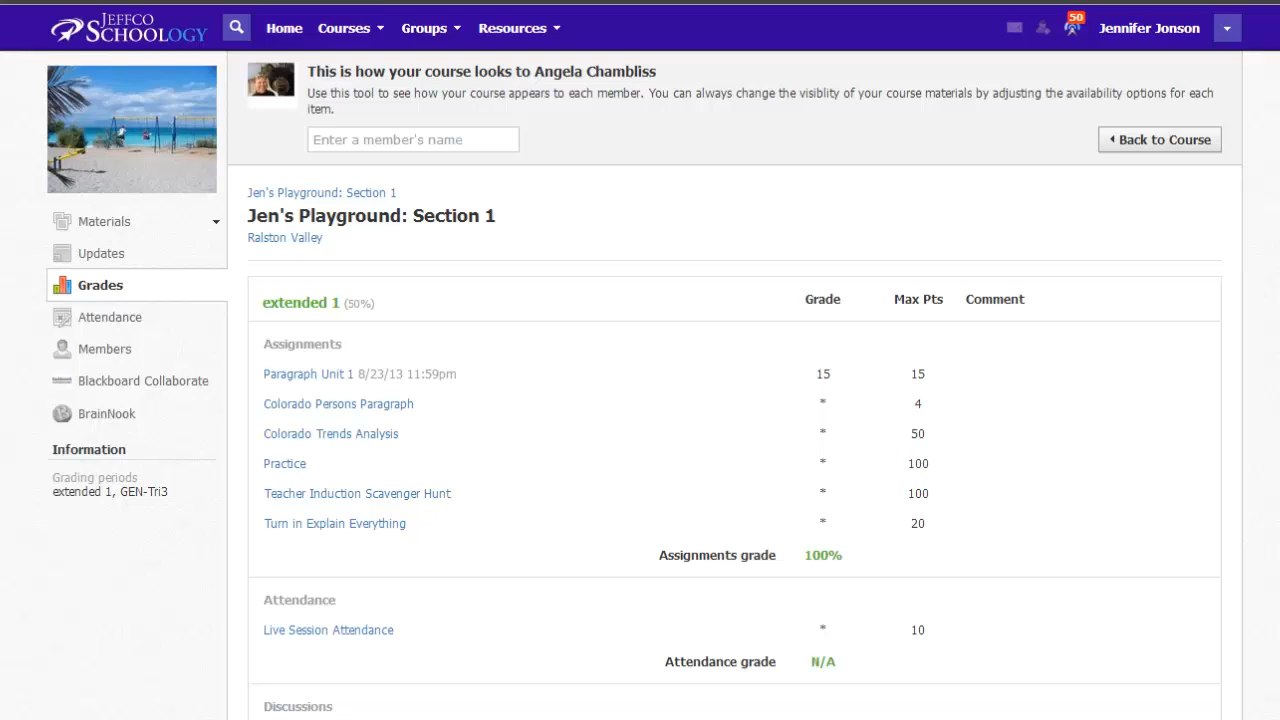 JEFFCO
SCHOOLOGY
Home
Courses
Groups
Resources
50
Jennifer Jonson
This is how your course looks to Angela Chambliss
Use this tool to see how your course appears to each member. You can always change the visiblity of your course materials by adjusting the availability options for each
item.
Enter a member's name
Back to Course
Materials
Updates
Grades
Attendance
Members
Blackboard Collaborate
BrainNook
Information
Grading periods
extended 1, GEN-Tri3
Jen's Playground: Section 1
Jen's Playground: Section 1
Ralston Valley
extended 1 (50%) Grade Max Pts Comment
Assignments
Paragraph Unit 1 8/23/13 11:59pm 15 15
Colorado Persons Paragraph * 4
Colorado Trends Analysis * 50
Practice * 100
Teacher Induction Scavenger Hunt * 100
Turn in Explain Everything * 20
Assignments grade 100%
Attendance
Live Session Attendance * 10
Attendance grade N/A
Discussions